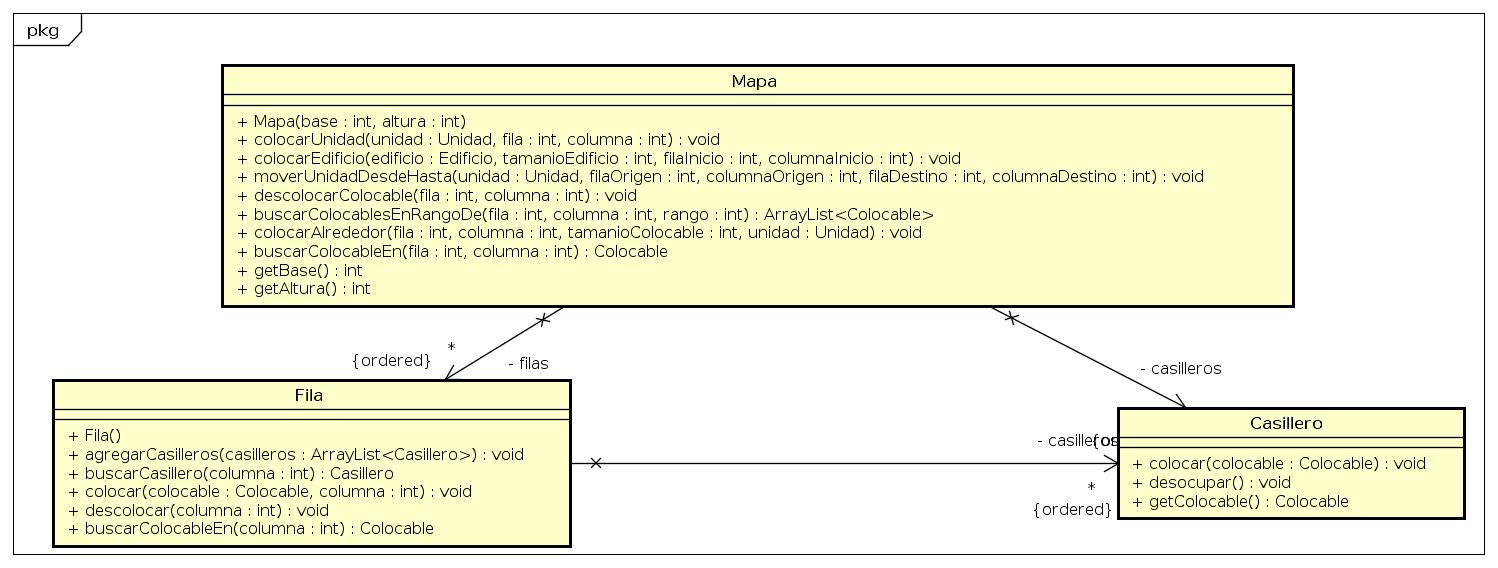 pkg
Mapa
+ Mapa(base : int, altura : int)
+ colocarUnidad(unidad : Unidad, fila : int, columna : int) : void
+ colocarEdificio(edificio : Edificio, tamanioEdificio : int, filaInicio : int, columnaInicio : int) : void
+ moverUnidadDesdeHasta(unidad : Unidad, filaOrigen : int, columnaOrigen : int, filaDestino : int, columnaDestino : int) : void
+ descolocarColocable(fila : int, columna : int) : void
+ buscarColocablesEnRangoDe(fila : int, columna : int, rango : int) : ArrayList<Colocable>
+ colocarAlrededor(fila : int, columna : int, tamanioColocable : int, unidad : Unidad) : void
+ buscarColocableEn(fila : int, columna : int) : Colocable
+ getBase() : int
+ getAltura() : int
*
{ordered}
- filas
- casilleros
Fila
+ Fila()
+ agregarCasilleros(casilleros : ArrayList<Casillero>) : void
+ buscarCasillero(columna : int) : Casillero
+ colocar(colocable : Colocable, columna : int) : void
+ descolocar(columna : int) : void
+ buscarColocableEn(columna : int) : Colocable
- casilleros
*
{ordered}
Casillero
+ colocar(colocable : Colocable) : void
+ desocupar() : void
+ getColocable() : Colocable